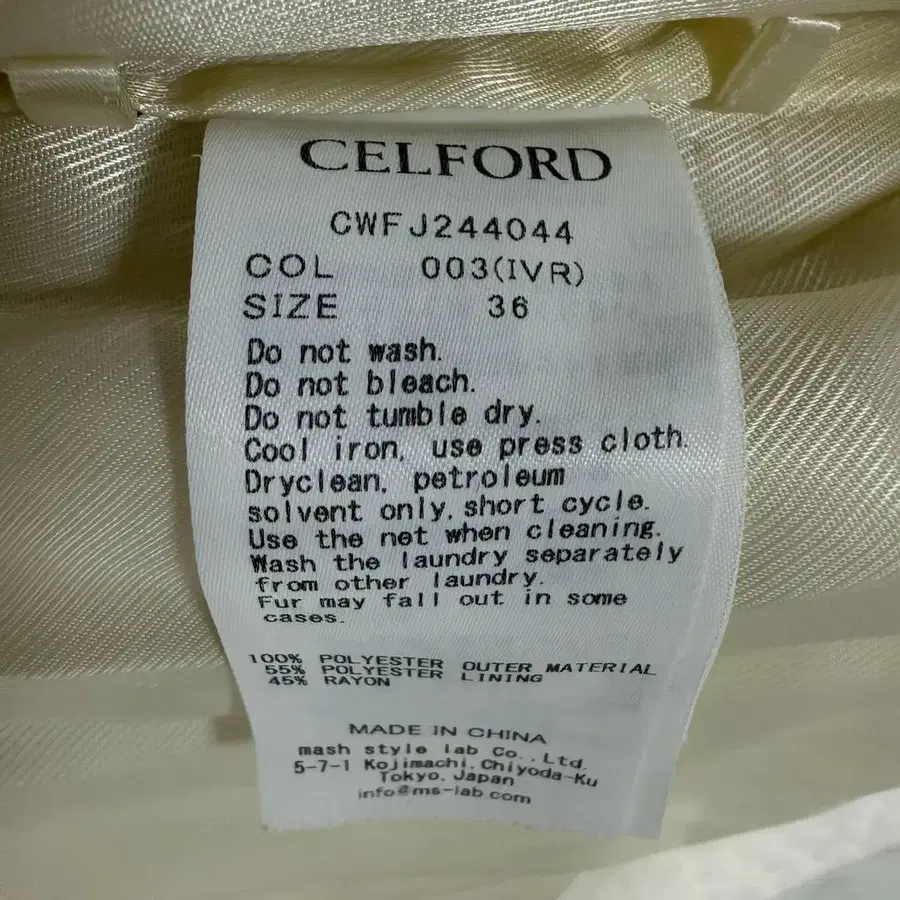 CELFORD
CWFJ244044
COL 003(IVR)
SIZE 36
Do not wash.
Do not bleach.
Do not tumble dry.
Cool iron, use press cloth.
Dryclean, petroleum
solvent only, short cycle.
Use the net when cleaning.
Wash the laundry separately
from other laundry.
Fur may fall out in some
cases.
100% POLYESTER OUTER MATERIAL
55% POLYESTER LINING
45% RAYON
MADE IN CHINA
mash style lab Co., Ltd.
5-7-1 Kojimachi, Chiyoda-Ku
Tokyo, Japan
info@ms-lab.com